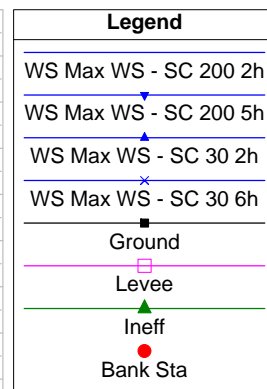 Legend
WS Max WS - SC 200 2h
WS Max WS - SC 200 5h
WS Max WS - SC 30 2h
WS Max WS - SC 30 6h
Ground
Levee
Ineff
Bank Sta